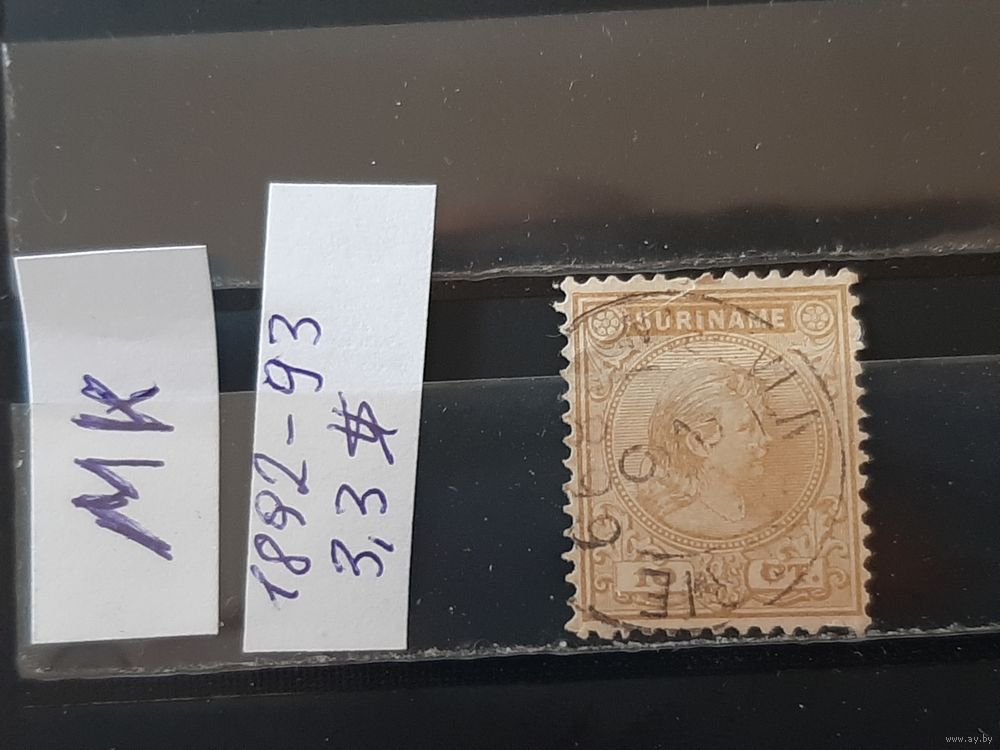 MK
1892-93
3,3 $
SURINAME
CT.
www.ay.by